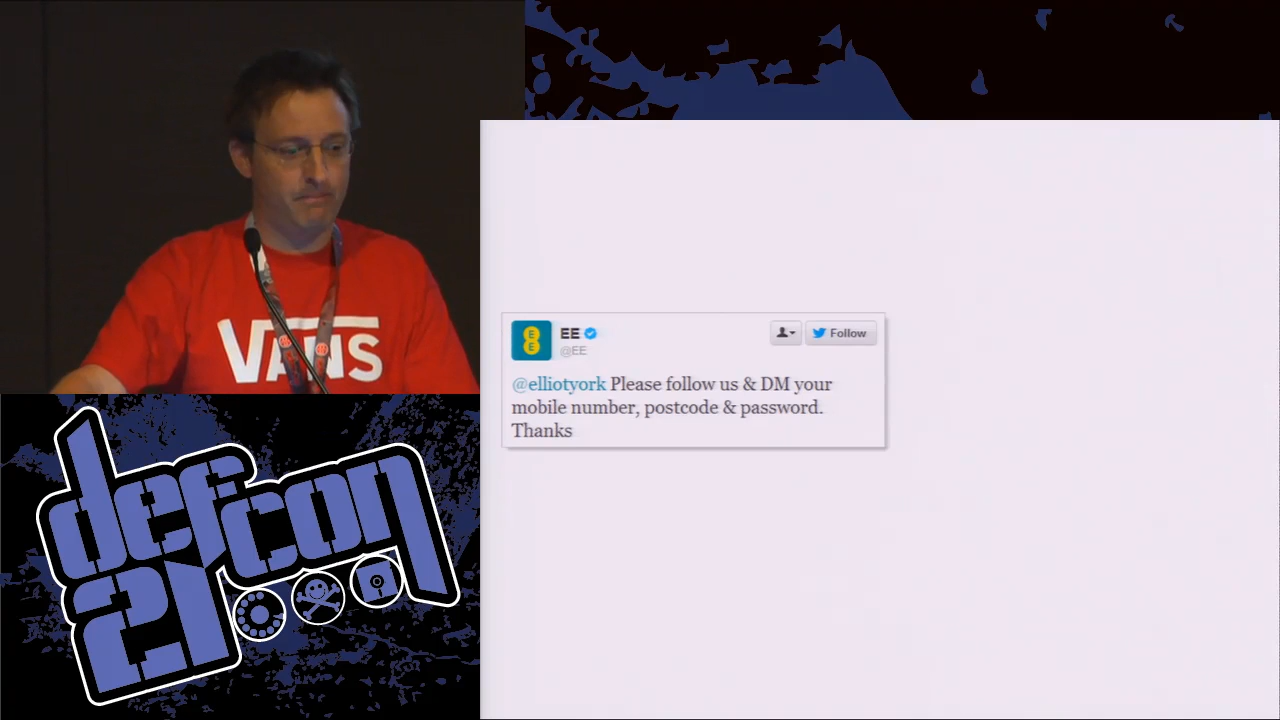 VANS
EE
@EE
Follow
@elliotyork Please follow us & DM your
mobile number, postcode & password.
Thanks
E
E
defcon
21